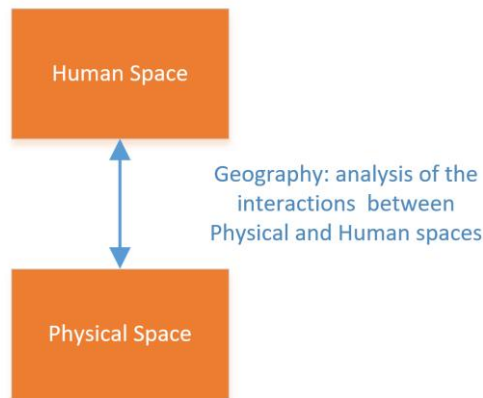 Human Space
Geography: analysis of the
interactions between
Physical and Human spaces
Physical Space